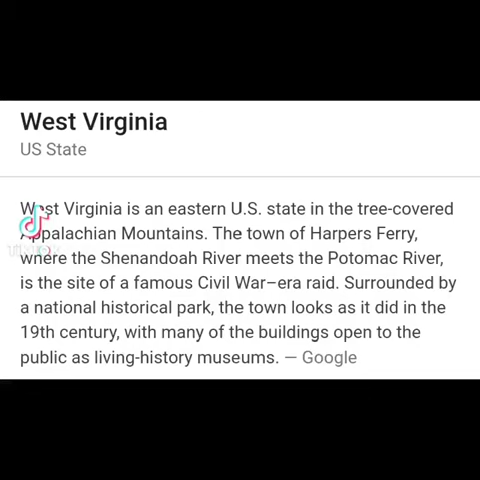 West Virginia
US State
West Virginia is an eastern U.S. state in the tree-covered
Appalachian Mountains. The town of Harpers Ferry,
where the Shenandoah River meets the Potomac River,
is the site of a famous Civil War–era raid. Surrounded by
a national historical park, the town looks as it did in the
19th century, with many of the buildings open to the
public as living-history museums. — Google